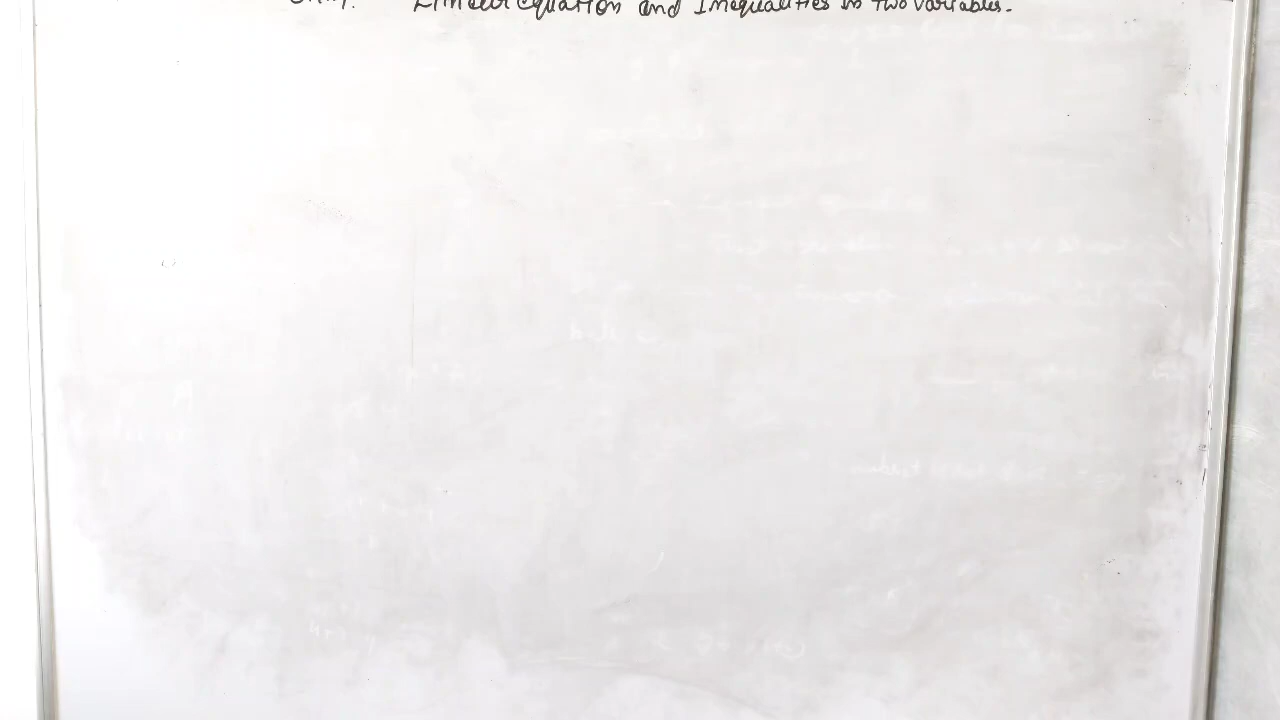 Linear equation and Inequalities in two variables.